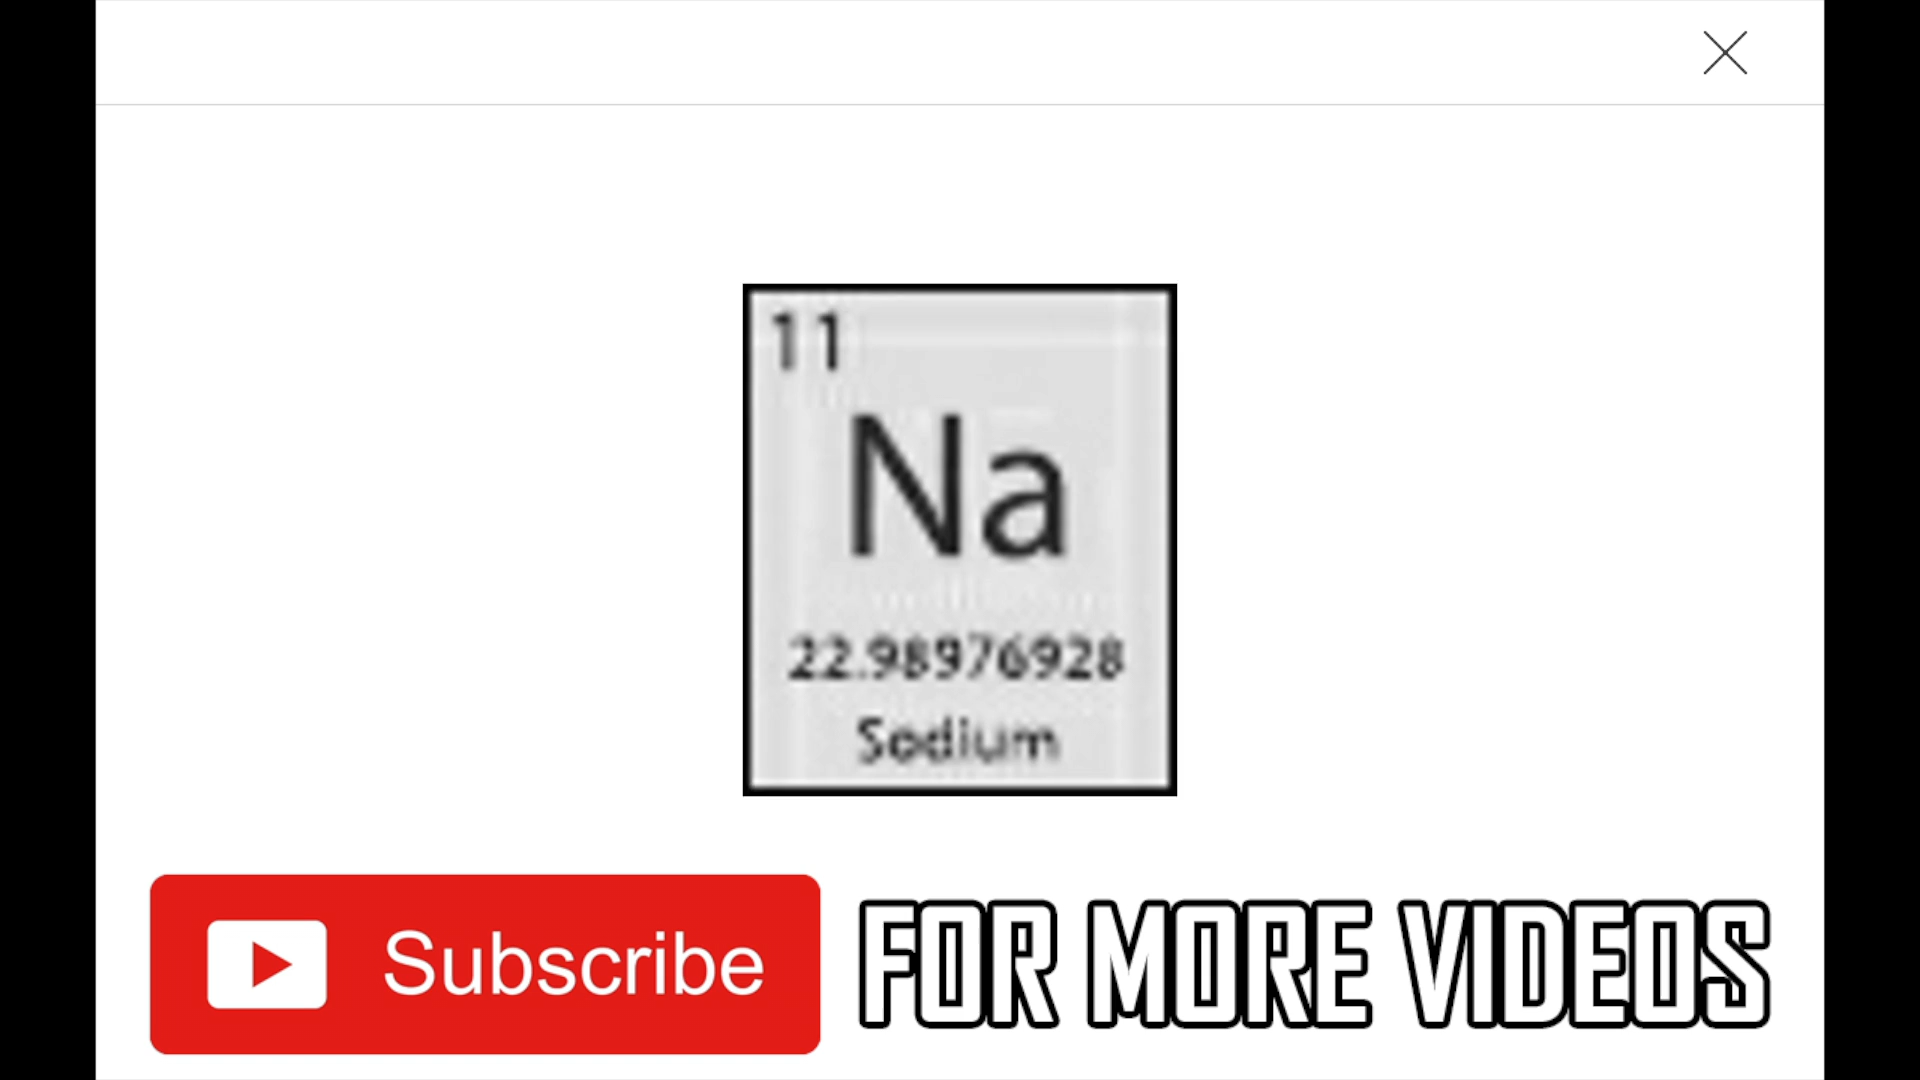 11
Na
22.98976928
Sodium
Subscribe
FOR MORE VIDEOS